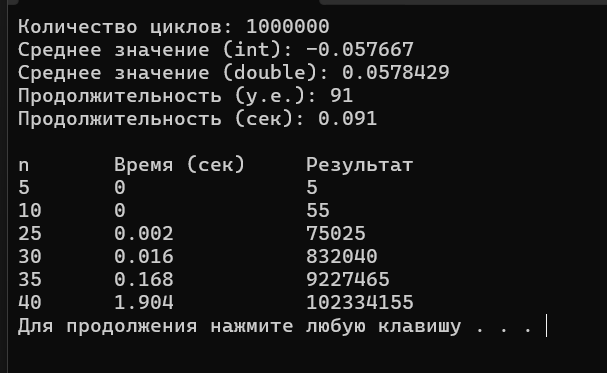 Количество циклов: 1000000
Среднее значение (int): -0.057667
Среднее значение (double): 0.0578429
Продолжительность (у.е.): 91
Продолжительность (сек): 0.091
n Время (сек) Результат
5 0 5
10 0 55
25 0.002 75025
30 0.016 832040
35 0.168 9227465
40 1.904 102334155
Для продолжения нажмите любую клавишу . . .